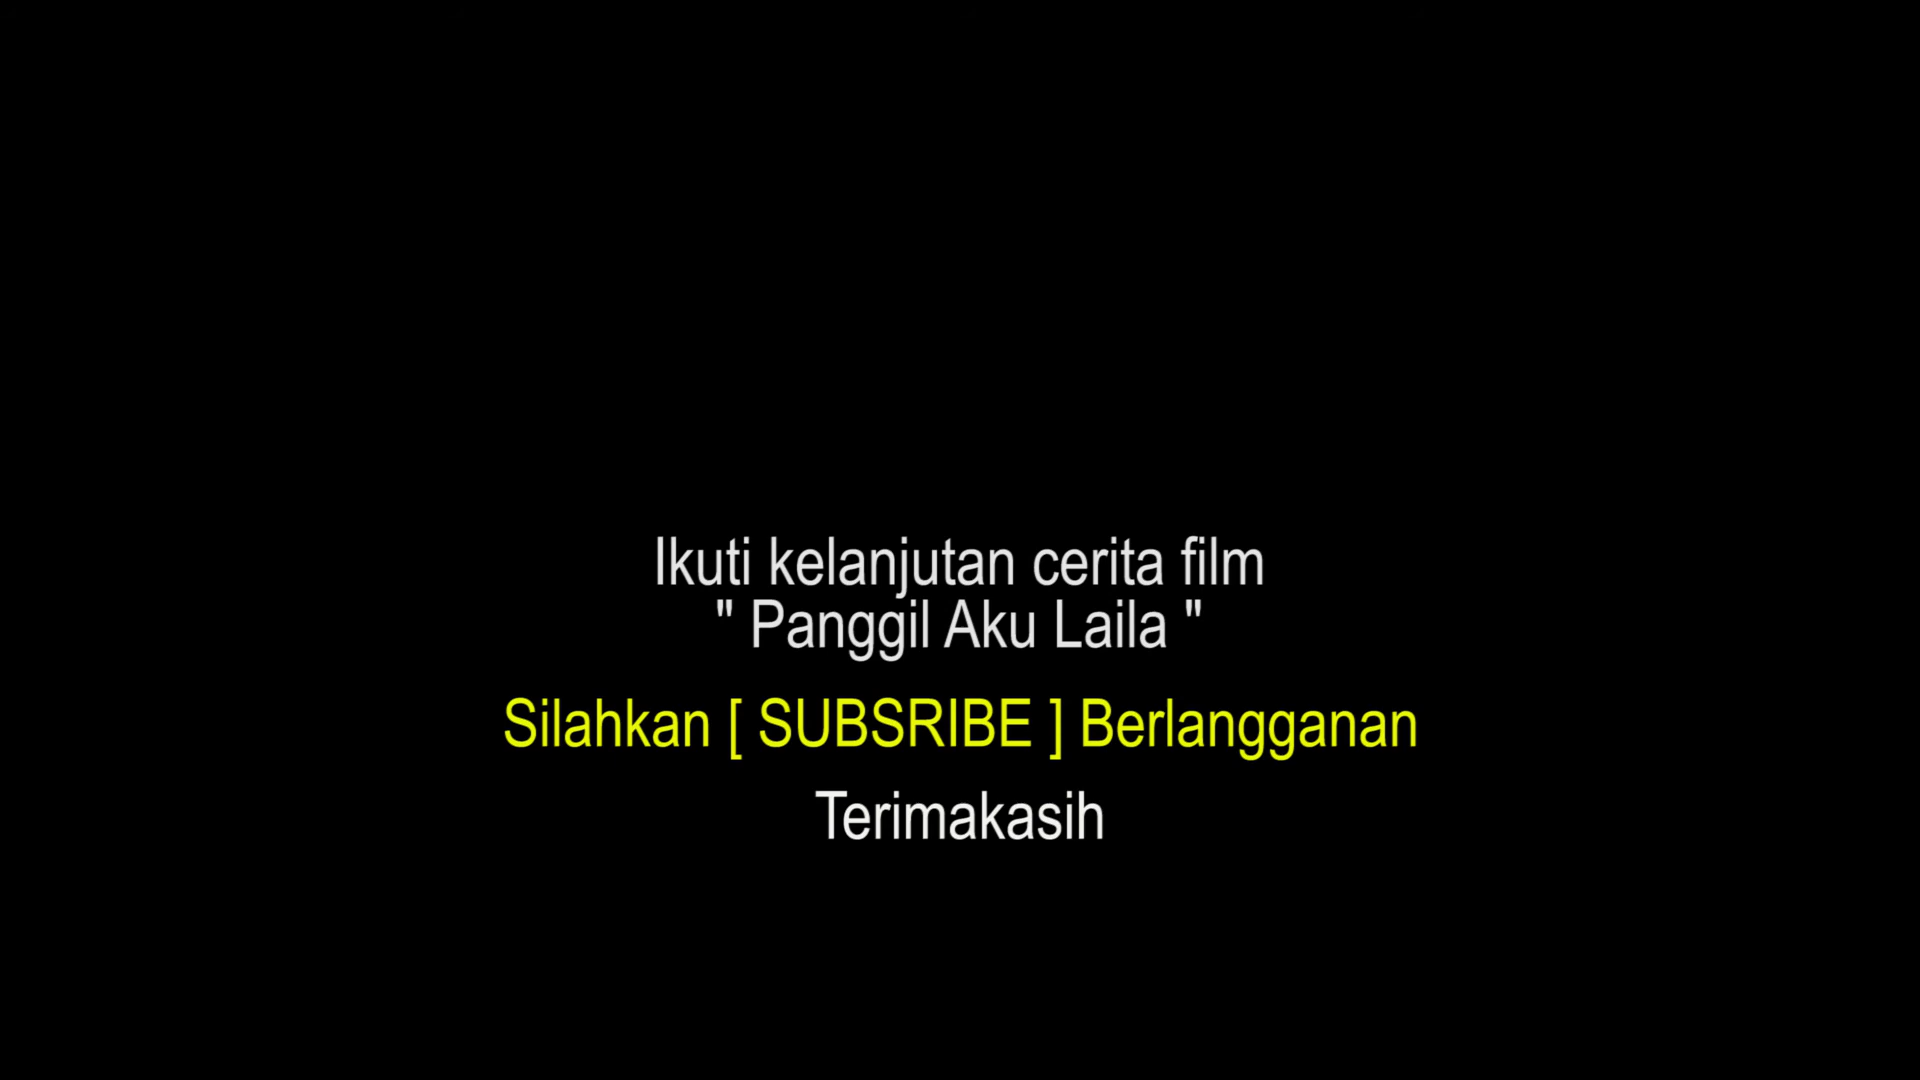 Ikuti kelanjutan cerita film
" Panggil Aku Laila "
Silahkan [ SUBSRIBE ] Berlangganan
Terimakasih